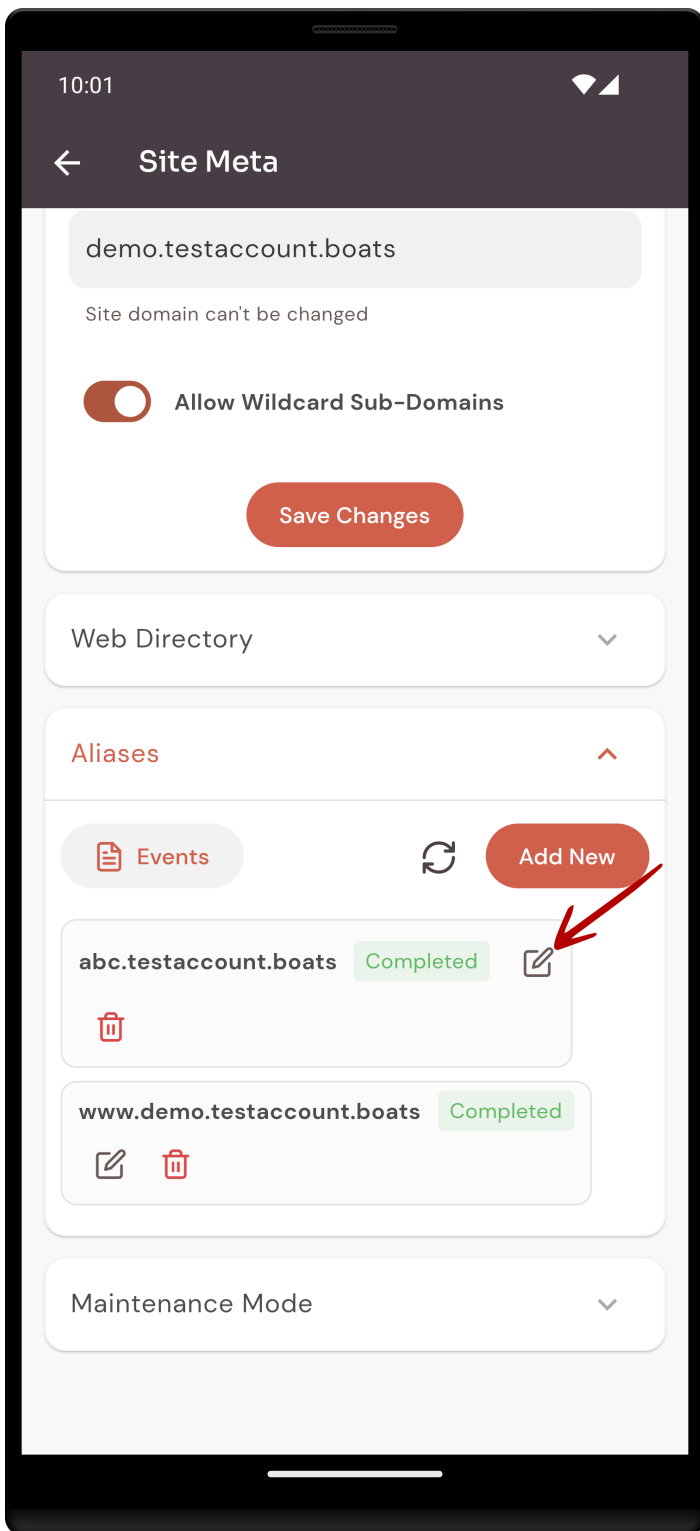 10:01
Site Meta
demo.testaccount.boats
Site domain can't be changed
Allow Wildcard Sub-Domains
Save Changes
Web Directory
Aliases
Events
Add New
abc.testaccount.boats Completed
www.demo.testaccount.boats Completed
Maintenance Mode